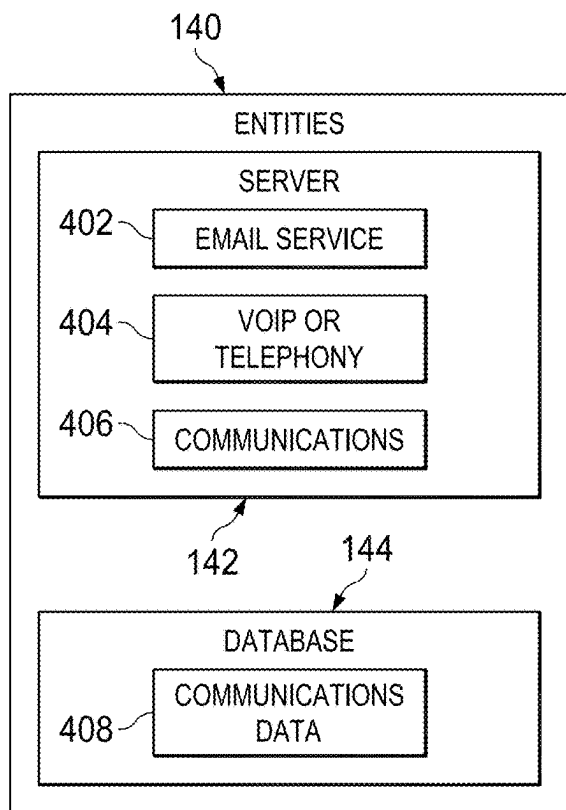 140
ENTITIES
SERVER
402
EMAIL SERVICE
404
VOIP OR
TELEPHONY
406
COMMUNICATIONS
142
144
DATABASE
COMMUNICATIONS
DATA
408